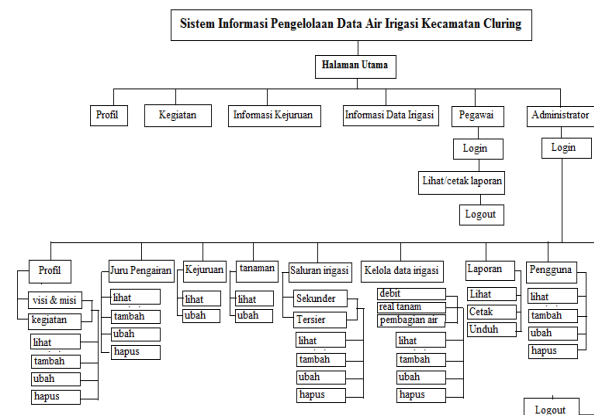 Sistem Informasi Pengelolaan Data Air Irigasi Kecamatan Cluring
Halaman Utama
Profil
Kegiatan
Informasi Kejuruan
Informasi Data Irigasi
Pegawai
Administrator
Login
Login
Lihat/cetak laporan
Logout
Profil
visi & misi
kegiatan
lihat
tambah
ubah
hapus
Juru Pengairan
lihat
tambah
ubah
hapus
Kejuruan
lihat
ubah
tanaman
lihat
ubah
Saluran irigasi
Sekunder
Tersier
lihat
tambah
ubah
hapus
Kelola data irigasi
debit
real tanam
pembagian air
lihat
tambah
ubah
hapus
Laporan
Lihat
Cetak
Unduh
Pengguna
lihat
tambah
ubah
hapus
Logout